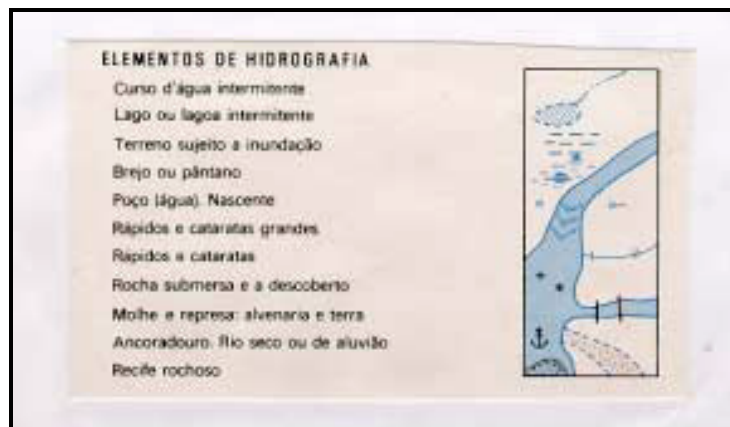 ELEMENTOS DE HIDROGRAFIA
Curso d'água intermitente
Lago ou lagoa intermitente
Terreno sujeito a inundação
Brejo ou pântano
Poço (água). Nascente
Rápidos e cataratas grandes
Rápidos e cataratas
Rocha submersa e a descoberto
Molhe e represa: alvenaria e terra
Ancoradouro. Rio seco ou de aluvião
Recife rochoso